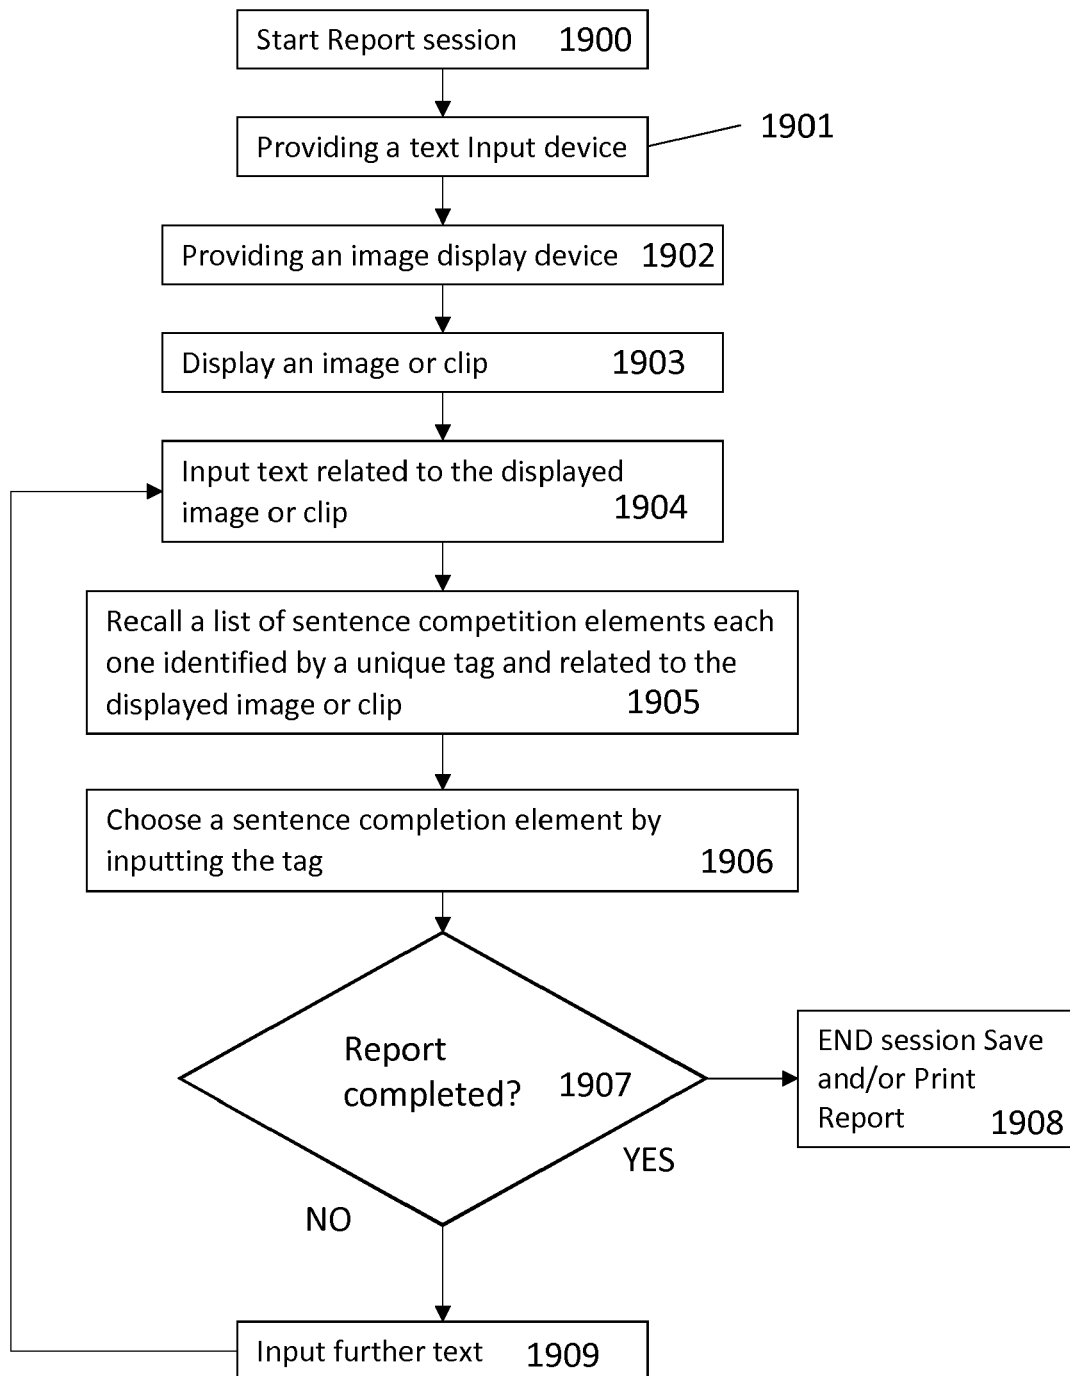 Start Report session 1900
Providing a text Input device
1901
Providing an image display device 1902
Display an image or clip 1903
Input text related to the displayed
image or clip 1904
Recall a list of sentence competition elements each
one identified by a unique tag and related to the
displayed image or clip 1905
Choose a sentence completion element by
inputting the tag 1906
Report
completed? 1907
END session Save
and/or Print
Report 1908
YES
NO
Input further text 1909